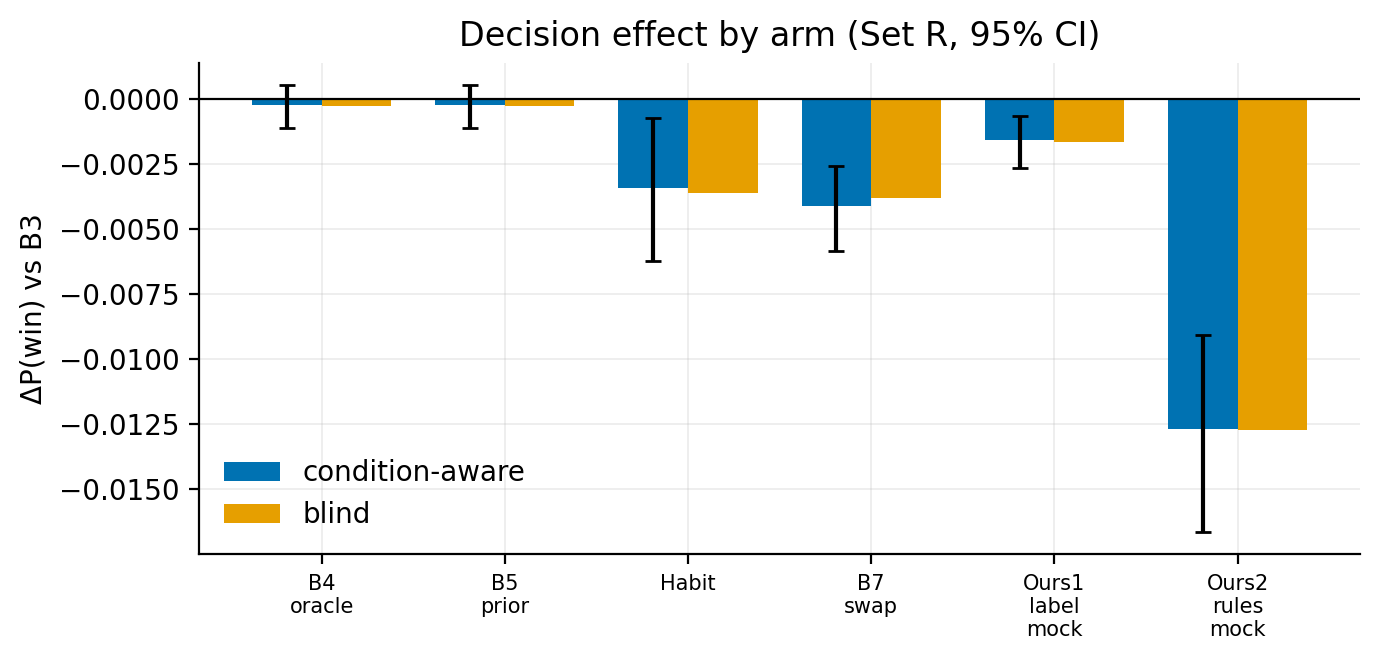 Decision effect by arm (Set R, 95% CI)
ΔP(win) vs B3
0.0000
−0.0025
−0.0050
−0.0075
−0.0100
−0.0125
−0.0150
condition-aware
blind
B4
oracle
B5
prior
Habit
B7
swap
Ours1
label
mock
Ours2
rules
mock